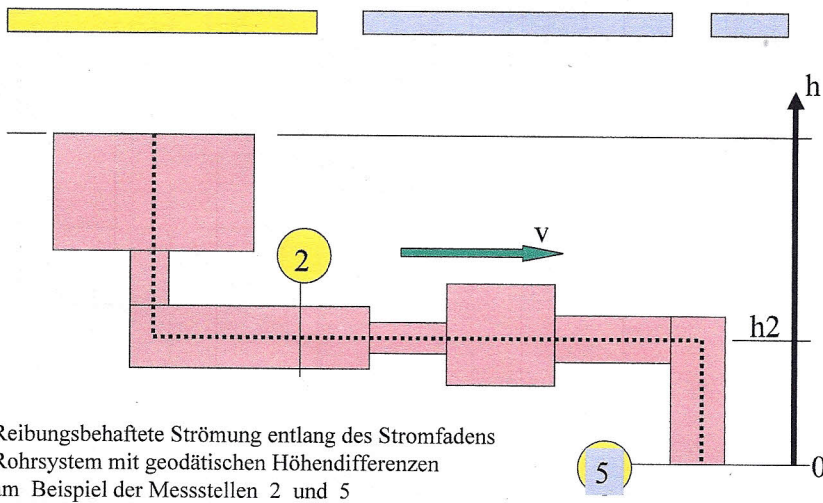 h
2
v
h2
5
0
Reibungsbehaftete Strömung entlang des Stromfadens
Rohrsystem mit geodätischen Höhendifferenzen
am Beispiel der Messstellen 2 und 5